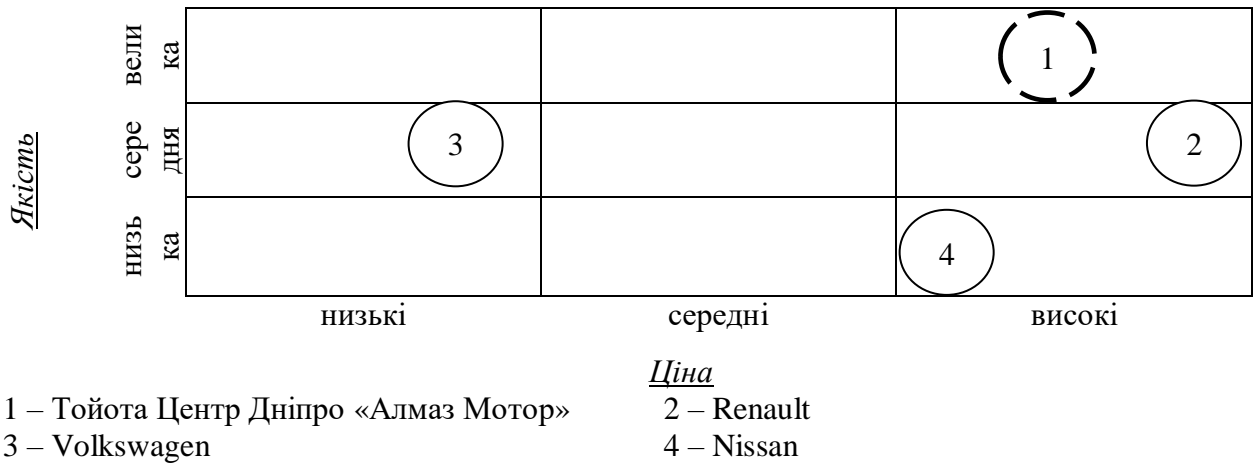 Якість
вели
ка
сере
дня
низь
ка
1
3
2
4
низькі середні високі
Ціна
1 – Тойота Центр Дніпро «Алмаз Мотор» 2 – Renault
3 – Volkswagen 4 – Nissan